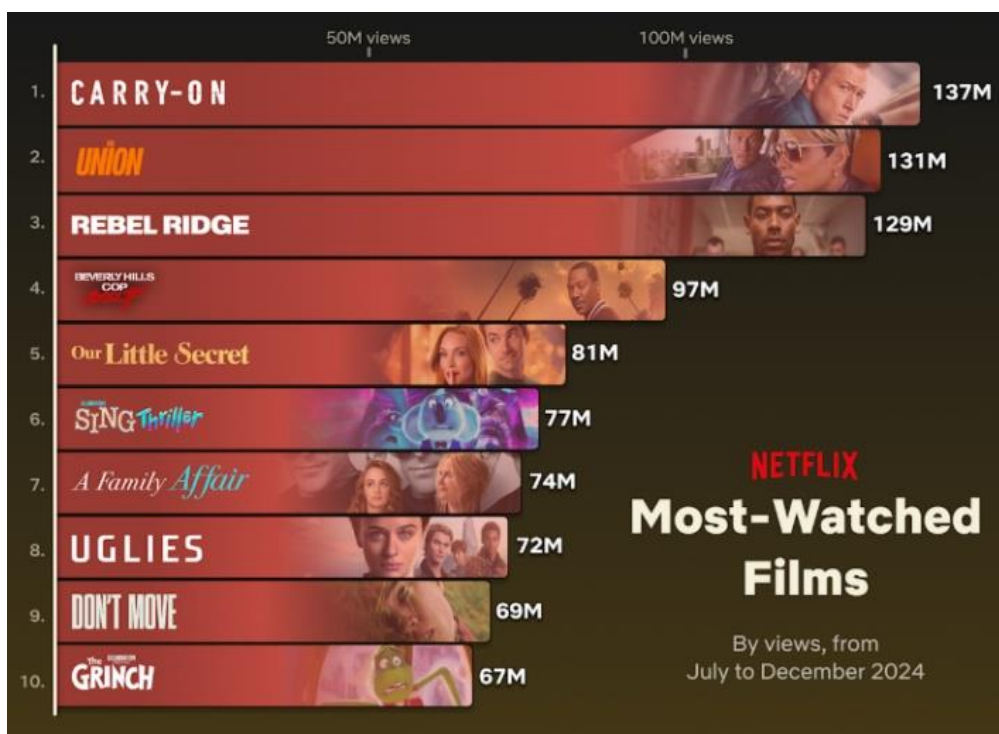 50M views
100M views
1. CARRY-ON 137M
2. UNION 131M
3. REBEL RIDGE 129M
4. BEVERLY HILLS
COP
97M
5. Our Little Secret 81M
6. SING Thriller 77M
7. A Family Affair 74M
8. UGLIES 72M
9. DON'T MOVE 69M
10. The GRINCH 67M
NETFLIX
Most-Watched
Films
By views, from
July to December 2024